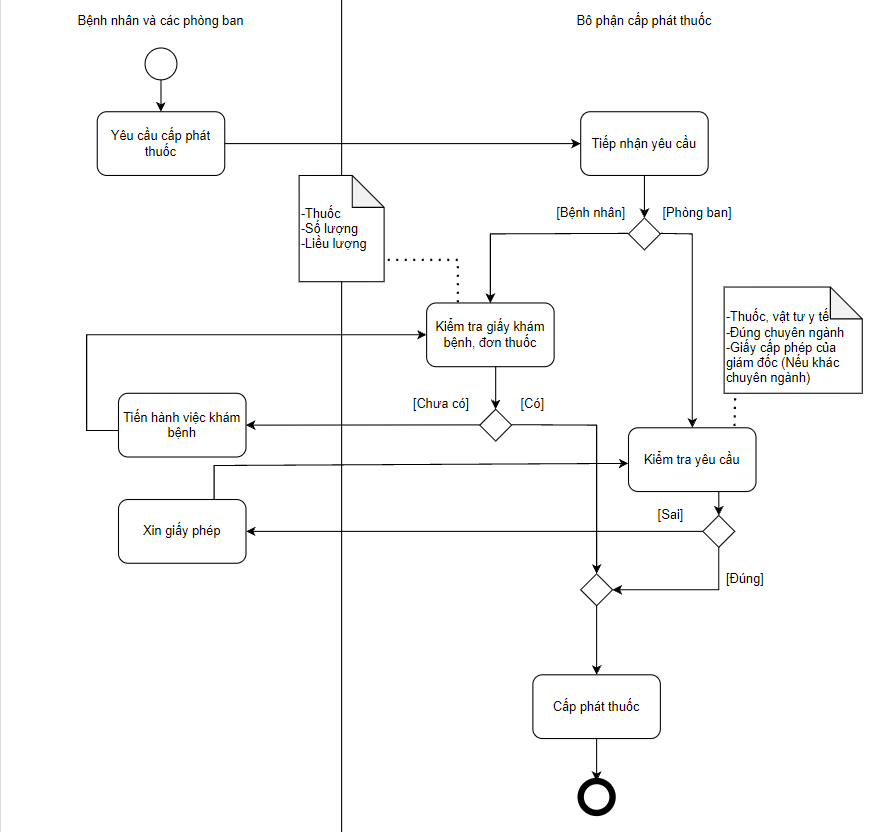 Bệnh nhân và các phòng ban
Bộ phận cấp phát thuốc
Yêu cầu cấp phát
thuốc
Tiếp nhận yêu cầu
-Thuốc
-Số lượng
-Liều lượng
[Bệnh nhân]
[Phòng ban]
-Thuốc, vật tư y tế
-Đúng chuyên ngành
-Giấy cấp phép của
giám đốc (Nếu khác
chuyên ngành)
Kiểm tra giấy khám
bệnh, đơn thuốc
[Chưa có]
[Có]
Tiến hành việc khám
bệnh
Kiểm tra yêu cầu
Xin giấy phép
[Sai]
[Đúng]
Cấp phát thuốc